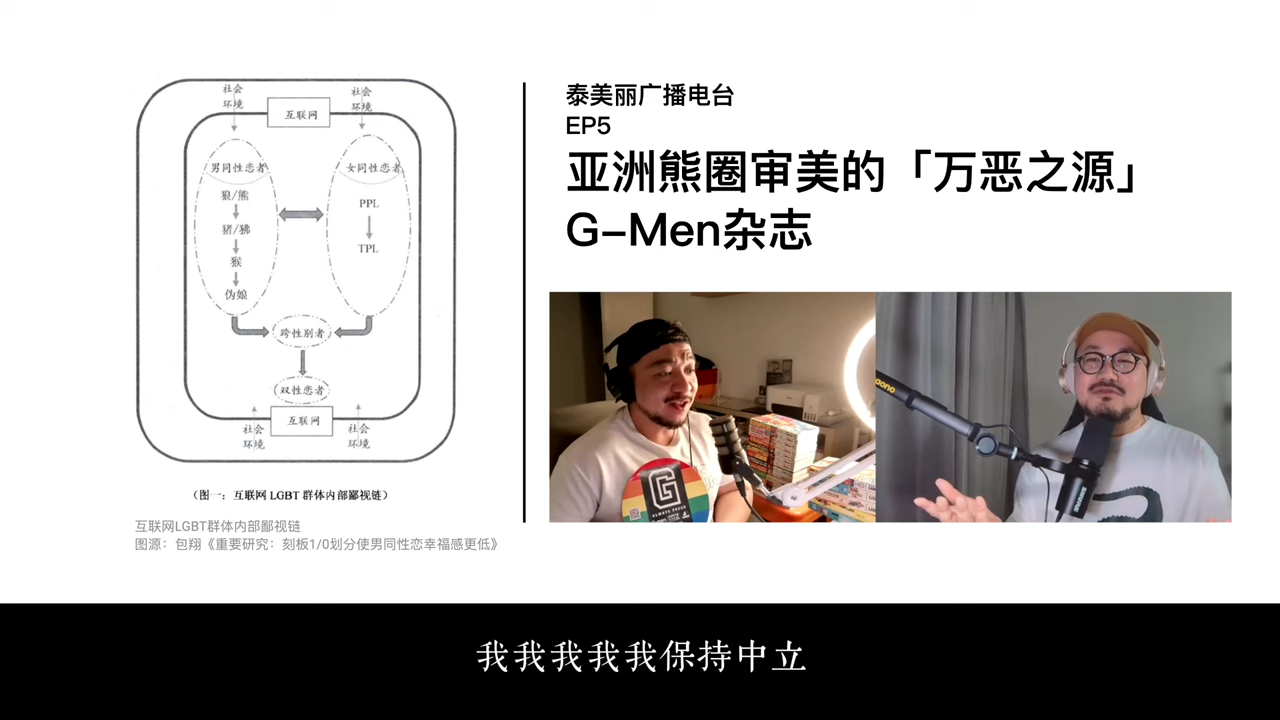 社会
环境
社会
环境
互联网
男同性恋者
女同性恋者
狼/熊
猪/狒
猴
伪娘
PPL
TPL
跨性别者
双性恋者
互联网
社会
环境
社会
环境
（图一：互联网 LGBT 群体内部鄙视链）
互联网LGBT群体内部鄙视链
图源：包翔《重要研究：刻板1/0划分使男同性恋幸福感更低》
泰美丽广播电台
EP5
亚洲熊圈审美的「万恶之源」
G-Men杂志
G
ALWAYS PROUD
maono
我我我我我保持中立